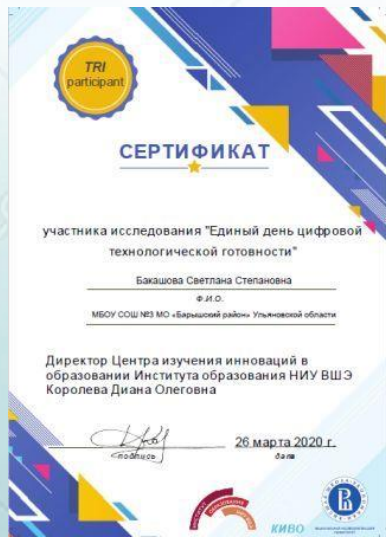 TRI
participant
СЕРТИФИКАТ
участника исследования "Единый день цифровой
технологической готовности"
Бакашова Светлана Степановна
Ф.И.О.
МБОУ СОШ №3 МО «Барышский район» Ульяновской области
Директор Центра изучения инноваций в
образовании Института образования НИУ ВШЭ
Королева Диана Олеговна
26 марта 2020 г.
подпись
дата
ИНСТИТУТ ОБРАЗОВАНИЯ
КИВО